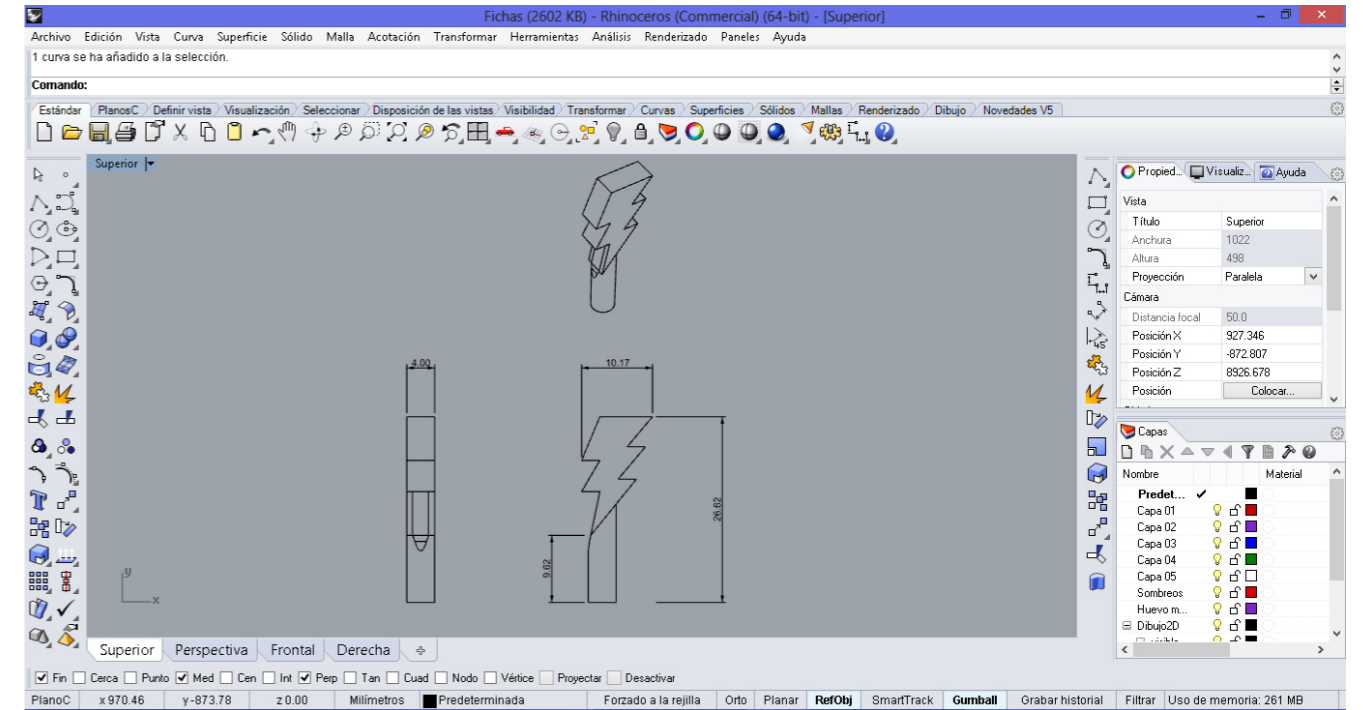 Fichas (2602 KB) - Rhinoceros (Commercial) (64-bit) - [Superior]
Archivo Edición Vista Curva Superficie Sólido Malla Acotación Transformar Herramientas Análisis Renderizado Paneles Ayuda
1 curva se ha añadido a la selección.
Comando:
Estándar PlanosC Definir vista Visualización Seleccionar Disposición de las vistas Visibilidad Transformar Curvas Superficies Sólidos Mallas Renderizado Dibujo Novedades V5
Superior
Propied... Visualiz... Ayuda
Vista
Título Superior
Anchura 1022
Altura 498
Proyección Paralela
Cámara
Distancia focal 50.0
Posición X 927.346
Posición Y -872.807
Posición Z 8926.678
Posición Colocar...
4.00
10.17
26.62
9.62
y
x
45°
Capas
Nombre Material
Predet...
Capa 01
Capa 02
Capa 03
Capa 04
Capa 05
Sombreos
Huevo m...
Dibujo2D
Superior Perspectiva Frontal Derecha
Fin Cerca Punto Med Cen Int Perp Tan Cuad Nodo Vértice Proyectar Desactivar
PlanoC x 970.46 y -873.78 z 0.00 Milímetros Predeterminada Forzado a la rejilla Orto Planar RefObj SmartTrack Gumball Grabar historial Filtrar Uso de memoria: 261 MB